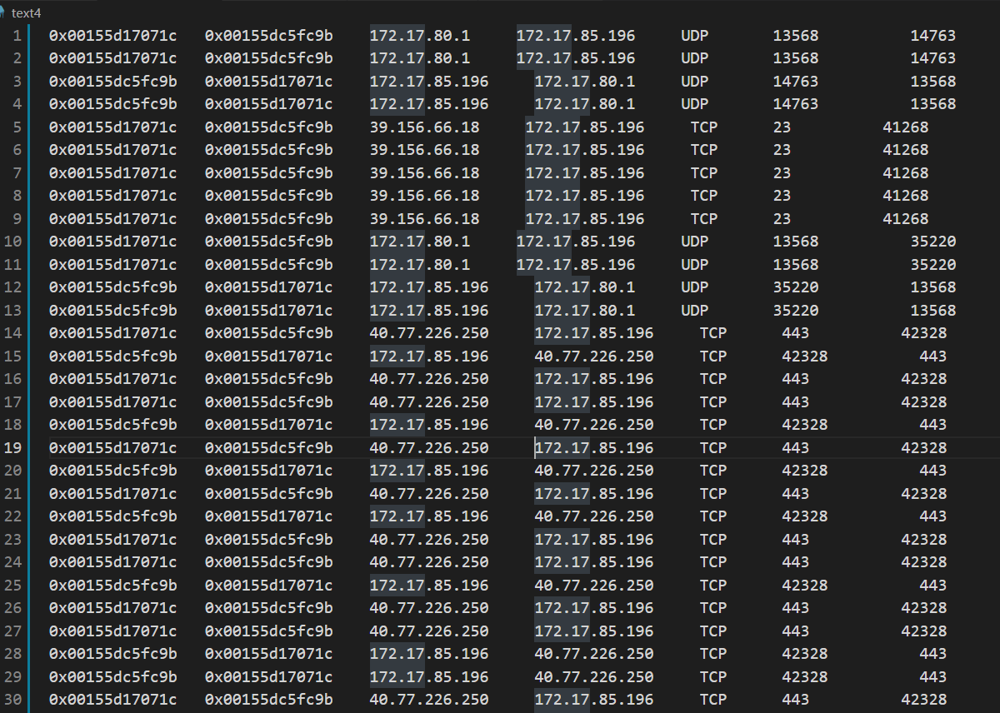 text4
1 0x00155d17071c 0x00155dc5fc9b 172.17.80.1 172.17.85.196 UDP 13568 14763
2 0x00155d17071c 0x00155dc5fc9b 172.17.80.1 172.17.85.196 UDP 13568 14763
3 0x00155dc5fc9b 0x00155d17071c 172.17.85.196 172.17.80.1 UDP 14763 13568
4 0x00155dc5fc9b 0x00155d17071c 172.17.85.196 172.17.80.1 UDP 14763 13568
5 0x00155d17071c 0x00155dc5fc9b 39.156.66.18 172.17.85.196 TCP 23 41268
6 0x00155d17071c 0x00155dc5fc9b 39.156.66.18 172.17.85.196 TCP 23 41268
7 0x00155d17071c 0x00155dc5fc9b 39.156.66.18 172.17.85.196 TCP 23 41268
8 0x00155d17071c 0x00155dc5fc9b 39.156.66.18 172.17.85.196 TCP 23 41268
9 0x00155d17071c 0x00155dc5fc9b 39.156.66.18 172.17.85.196 TCP 23 41268
10 0x00155d17071c 0x00155dc5fc9b 172.17.80.1 172.17.85.196 UDP 13568 35220
11 0x00155d17071c 0x00155dc5fc9b 172.17.80.1 172.17.85.196 UDP 13568 35220
12 0x00155dc5fc9b 0x00155d17071c 172.17.85.196 172.17.80.1 UDP 35220 13568
13 0x00155dc5fc9b 0x00155d17071c 172.17.85.196 172.17.80.1 UDP 35220 13568
14 0x00155d17071c 0x00155dc5fc9b 40.77.226.250 172.17.85.196 TCP 443 42328
15 0x00155dc5fc9b 0x00155d17071c 172.17.85.196 40.77.226.250 TCP 42328 443
16 0x00155d17071c 0x00155dc5fc9b 40.77.226.250 172.17.85.196 TCP 443 42328
17 0x00155d17071c 0x00155dc5fc9b 40.77.226.250 172.17.85.196 TCP 443 42328
18 0x00155dc5fc9b 0x00155d17071c 172.17.85.196 40.77.226.250 TCP 42328 443
19 0x00155d17071c 0x00155dc5fc9b 40.77.226.250 172.17.85.196 TCP 443 42328
20 0x00155dc5fc9b 0x00155d17071c 172.17.85.196 40.77.226.250 TCP 42328 443
21 0x00155d17071c 0x00155dc5fc9b 40.77.226.250 172.17.85.196 TCP 443 42328
22 0x00155dc5fc9b 0x00155d17071c 172.17.85.196 40.77.226.250 TCP 42328 443
23 0x00155d17071c 0x00155dc5fc9b 40.77.226.250 172.17.85.196 TCP 443 42328
24 0x00155d17071c 0x00155dc5fc9b 40.77.226.250 172.17.85.196 TCP 443 42328
25 0x00155dc5fc9b 0x00155d17071c 172.17.85.196 40.77.226.250 TCP 42328 443
26 0x00155d17071c 0x00155dc5fc9b 40.77.226.250 172.17.85.196 TCP 443 42328
27 0x00155d17071c 0x00155dc5fc9b 40.77.226.250 172.17.85.196 TCP 443 42328
28 0x00155dc5fc9b 0x00155d17071c 172.17.85.196 40.77.226.250 TCP 42328 443
29 0x00155dc5fc9b 0x00155d17071c 172.17.85.196 40.77.226.250 TCP 42328 443
30 0x00155d17071c 0x00155dc5fc9b 40.77.226.250 172.17.85.196 TCP 443 42328